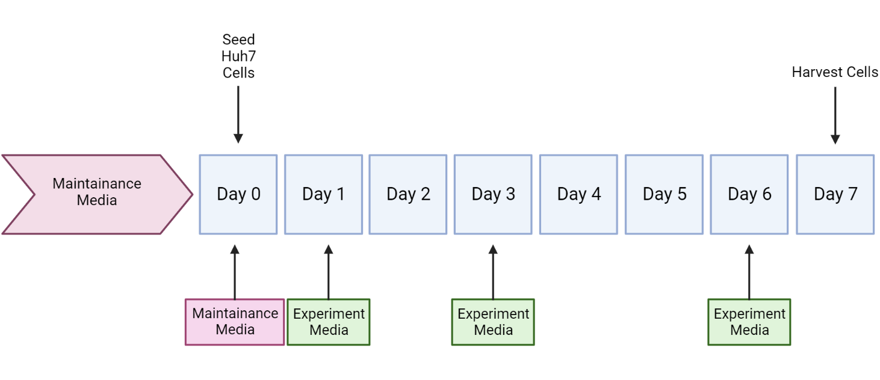 Seed
Huh7
Cells
Harvest Cells
Maintainance
Media
Day 0
Day 1
Day 2
Day 3
Day 4
Day 5
Day 6
Day 7
Maintainance
Media
Experiment
Media
Experiment
Media
Experiment
Media